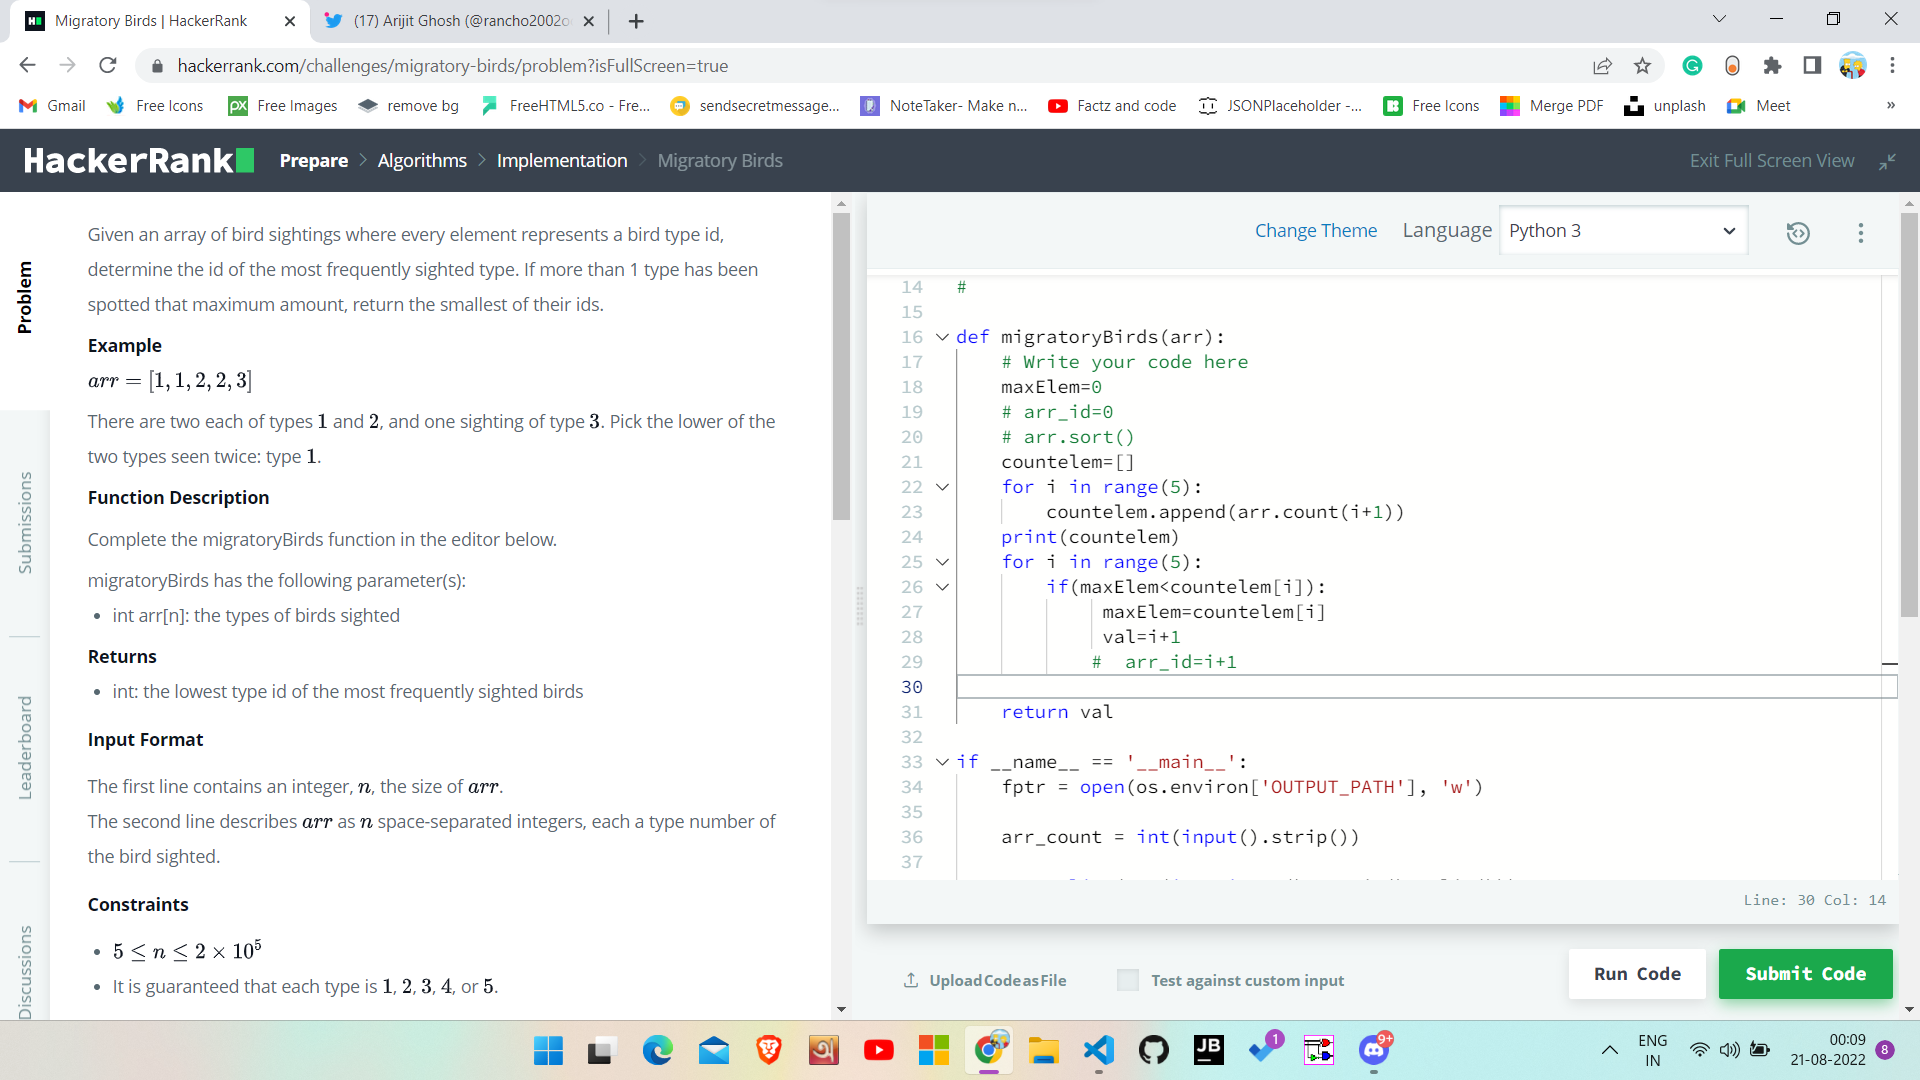 Migratory Birds | HackerRank
(17) Arijit Ghosh (@rancho2002o
hackerrank.com/challenges/migratory-birds/problem?isFullScreen=true
Gmail
Free Icons
Free Images
remove bg
FreeHTML5.co - Fre...
sendsecretmessage...
NoteTaker- Make n...
Factz and code
JSONPlaceholder -...
Free Icons
Merge PDF
unplash
Meet
»
HackerRank
Prepare
Algorithms
Implementation
Migratory Birds
Exit Full Screen View
Problem
Submissions
Leaderboard
Discussions
Given an array of bird sightings where every element represents a bird type id,
determine the id of the most frequently sighted type. If more than 1 type has been
spotted that maximum amount, return the smallest of their ids.
Example
arr = [1, 1, 2, 2, 3]
There are two each of types 1 and 2, and one sighting of type 3. Pick the lower of the
two types seen twice: type 1.
Function Description
Complete the migratoryBirds function in the editor below.
migratoryBirds has the following parameter(s):
• int arr[n]: the types of birds sighted
Returns
• int: the lowest type id of the most frequently sighted birds
Input Format
The first line contains an integer, n, the size of arr.
The second line describes arr as n space-separated integers, each a type number of
the bird sighted.
Constraints
• 5 ≤ n ≤ 2 × 10⁵
• It is guaranteed that each type is 1, 2, 3, 4, or 5.
Change Theme
Language
Python 3
14 #
15
16 def migratoryBirds(arr):
17 # Write your code here
18 maxElem=0
19 # arr_id=0
20 # arr.sort()
21 countelem=[]
22 for i in range(5):
23 countelem.append(arr.count(i+1))
24 print(countelem)
25 for i in range(5):
26 if(maxElem<countelem[i]):
27 maxElem=countelem[i]
28 val=i+1
29 # arr_id=i+1
30
31 return val
32
33 if __name__ == '__main__':
34 fptr = open(os.environ['OUTPUT_PATH'], 'w')
35
36 arr_count = int(input().strip())
37
Line: 30 Col: 14
Upload Code as File
Test against custom input
Run Code
Submit Code
JB
1
9+
ENG
IN
00:09
21-08-2022
8